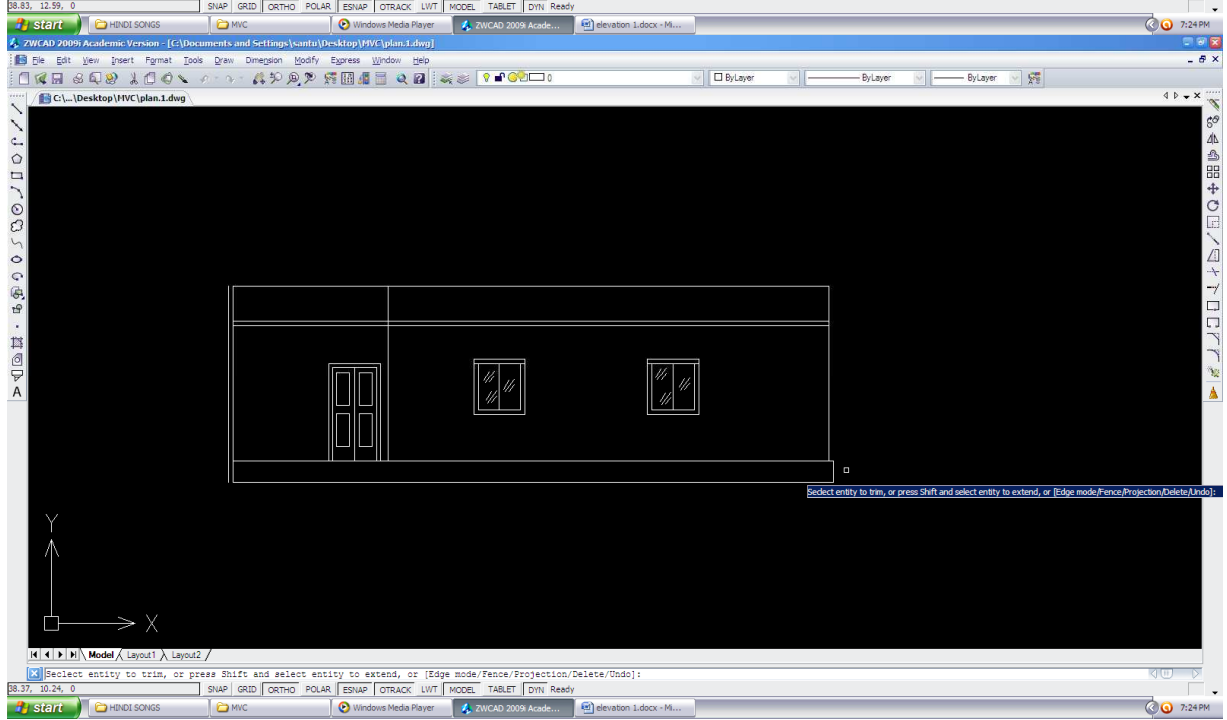 38.83, 12.59, 0 SNAP GRID ORTHO POLAR ESNAP OTRACK LWT MODEL TABLET DYN Ready
start HINDI SONGS MVC Windows Media Player ZWCAD 2009i Acade... elevation 1.docx - Mi... 7:24 PM
ZWCAD 2009i Academic Version - [C:\Documents and Settings\santu\Desktop\MVC\plan.1.dwg]
File Edit View Insert Format Tools Draw Dimension Modify Express Window Help
0 ByLayer ByLayer ByLayer
C:\...\Desktop\MVC\plan.1.dwg
A
Seclect entity to trim, or press Shift and select entity to extend, or [Edge mode/Fence/Projection/Delete/Undo]:
Y
X
Model Layout1 Layout2
Seclect entity to trim, or press Shift and select entity to extend, or [Edge mode/Fence/Projection/Delete/Undo]:
38.37, 10.24, 0 SNAP GRID ORTHO POLAR ESNAP OTRACK LWT MODEL TABLET DYN Ready
start HINDI SONGS MVC Windows Media Player ZWCAD 2009i Acade... elevation 1.docx - Mi... 7:24 PM